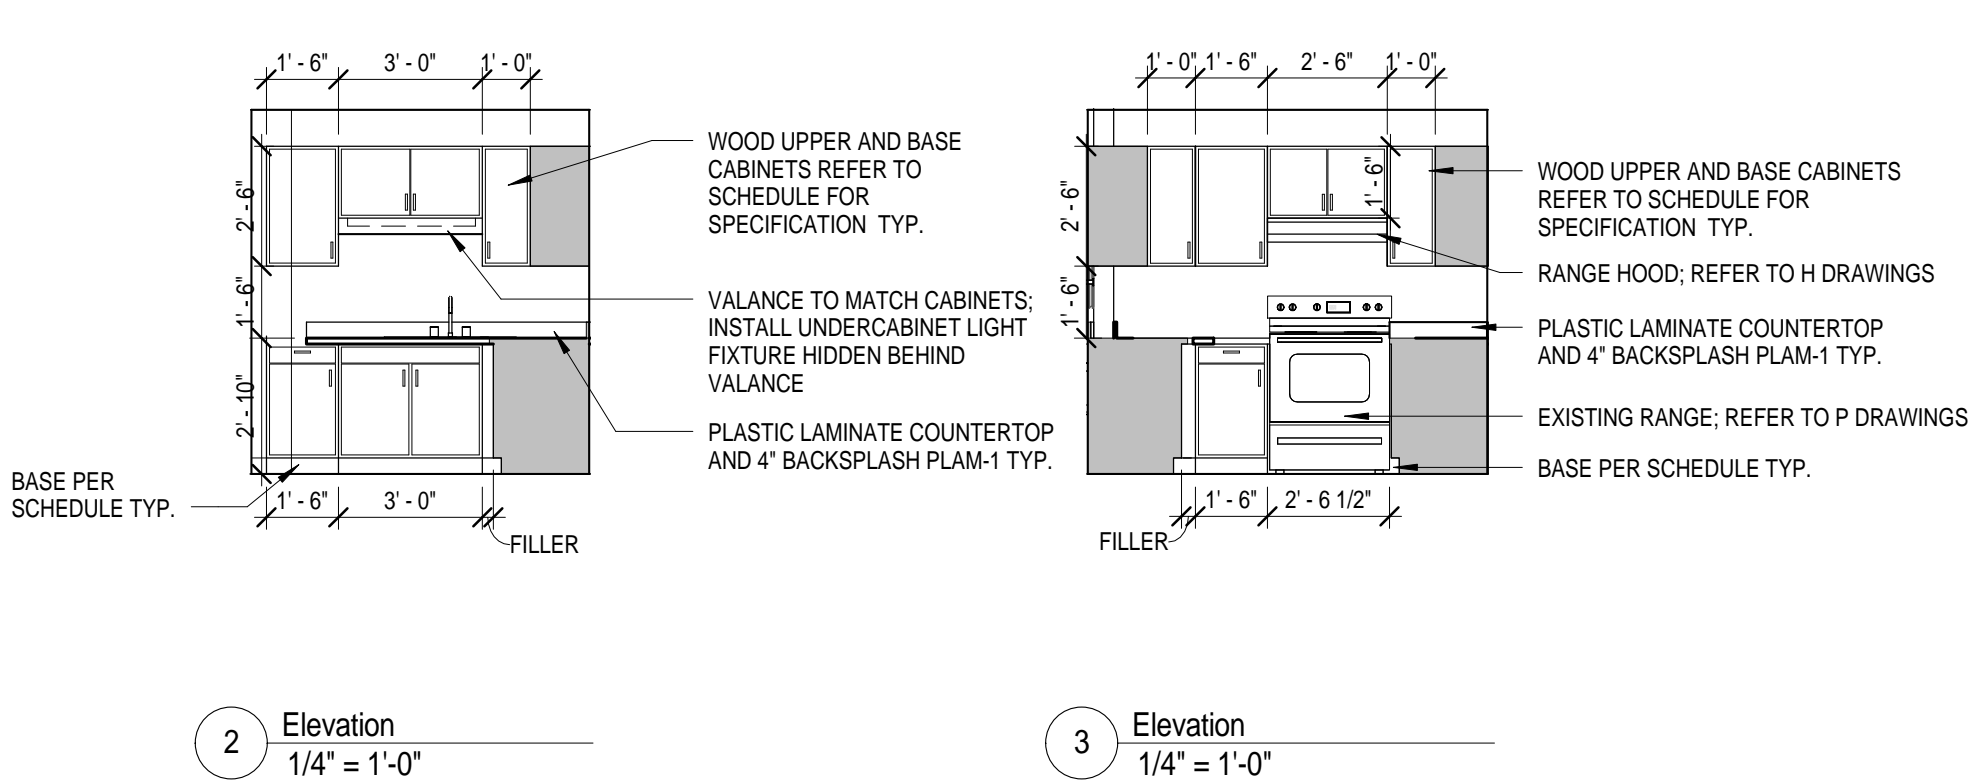 1' - 6"
3' - 0"
1' - 0"
2' - 6"
1' - 6"
2' - 10"
WOOD UPPER AND BASE
CABINETS REFER TO
SCHEDULE FOR
SPECIFICATION TYP.
VALANCE TO MATCH CABINETS;
INSTALL UNDERCABINET LIGHT
FIXTURE HIDDEN BEHIND
VALANCE
PLASTIC LAMINATE COUNTERTOP
AND 4" BACKSPLASH PLAM-1 TYP.
BASE PER
SCHEDULE TYP.
1' - 6"
3' - 0"
FILLER
2
Elevation
1/4" = 1'-0"
1' - 0"
1' - 6"
2' - 6"
1' - 0"
2' - 6"
1' - 6"
1' - 6"
WOOD UPPER AND BASE CABINETS
REFER TO SCHEDULE FOR
SPECIFICATION TYP.
RANGE HOOD; REFER TO H DRAWINGS
PLASTIC LAMINATE COUNTERTOP
AND 4" BACKSPLASH PLAM-1 TYP.
EXISTING RANGE; REFER TO P DRAWINGS
BASE PER SCHEDULE TYP.
1' - 6"
2' - 6 1/2"
FILLER
3
Elevation
1/4" = 1'-0"